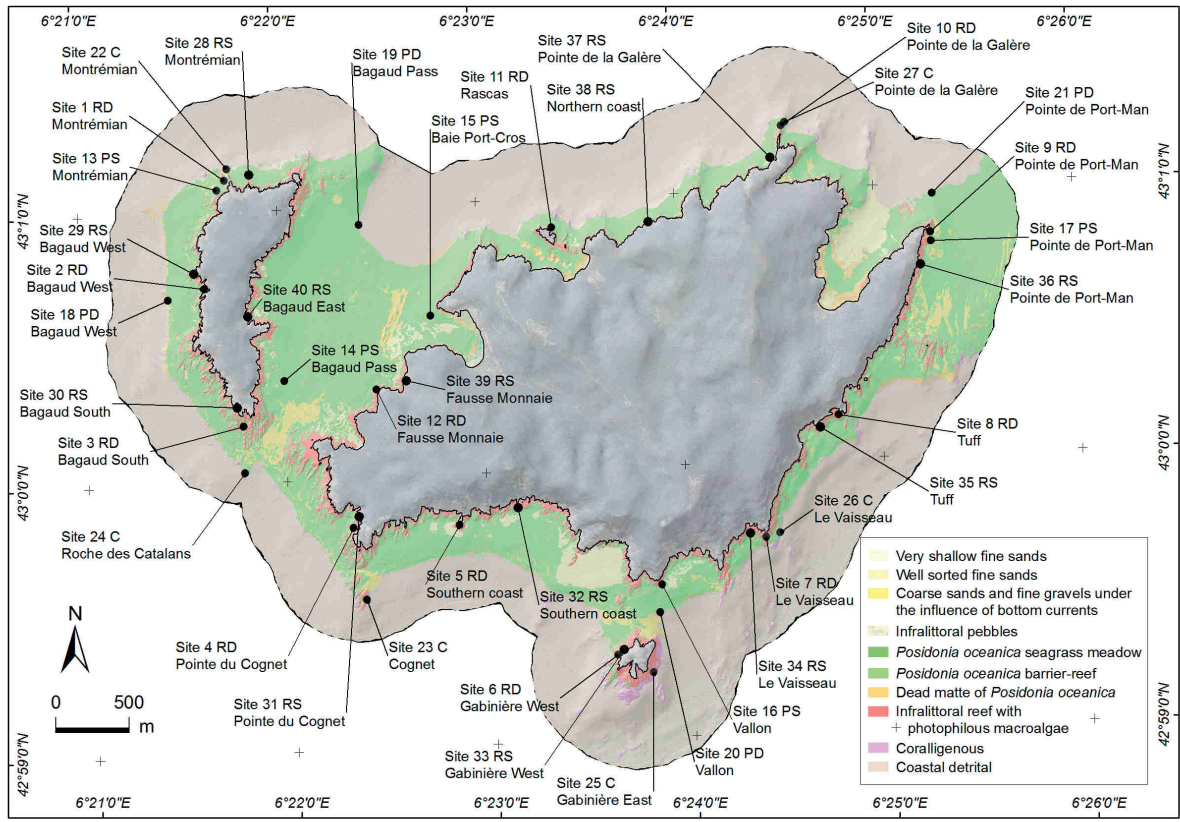 6°21'0"E
6°22'0"E
6°23'0"E
6°24'0"E
6°25'0"E
6°26'0"E
Site 22 C
Montrémian
Site 28 RS
Montrémian
Site 19 PD
Bagaud Pass
Site 37 RS
Pointe de la Galère
Site 10 RD
Pointe de la Galère
Site 11 RD
Rascas
Site 38 RS
Northern coast
Site 27 C
Pointe de la Galère
Site 21 PD
Pointe de Port-Man
Site 1 RD
Montrémian
Site 15 PS
Baie Port-Cros
Site 9 RD
Pointe de Port-Man
Site 13 PS
Montrémian
43°1'0"N
43°1'0"N
Site 29 RS
Bagaud West
Site 17 PS
Pointe de Port-Man
Site 2 RD
Bagaud West
Site 40 RS
Bagaud East
Site 36 RS
Pointe de Port-Man
Site 18 PD
Bagaud West
Site 14 PS
Bagaud Pass
Site 39 RS
Fausse Monnaie
Site 30 RS
Bagaud South
Site 12 RD
Fausse Monnaie
Site 8 RD
Tuff
Site 3 RD
Bagaud South
43°0'0"N
43°0'0"N
Site 35 RS
Tuff
Site 24 C
Roche des Catalans
Site 26 C
Le Vaisseau
Site 5 RD
Southern coast
Site 32 RS
Southern coast
Site 7 RD
Le Vaisseau
Site 4 RD
Pointe du Cognet
Site 23 C
Cognet
Site 34 RS
Le Vaisseau
Site 31 RS
Pointe du Cognet
Site 6 RD
Gabinière West
Site 16 PS
Vallon
Site 33 RS
Gabinière West
Site 20 PD
Vallon
Site 25 C
Gabinière East
N
0 500
m
Very shallow fine sands
Well sorted fine sands
Coarse sands and fine gravels under
the influence of bottom currents
Infralittoral pebbles
Posidonia oceanica seagrass meadow
Posidonia oceanica barrier-reef
Dead matte of Posidonia oceanica
Infralittoral reef with
photophilous macroalgae
Coralligenous
Coastal detrital
42°59'0"N
42°59'0"N
6°21'0"E
6°22'0"E
6°23'0"E
6°24'0"E
6°25'0"E
6°26'0"E